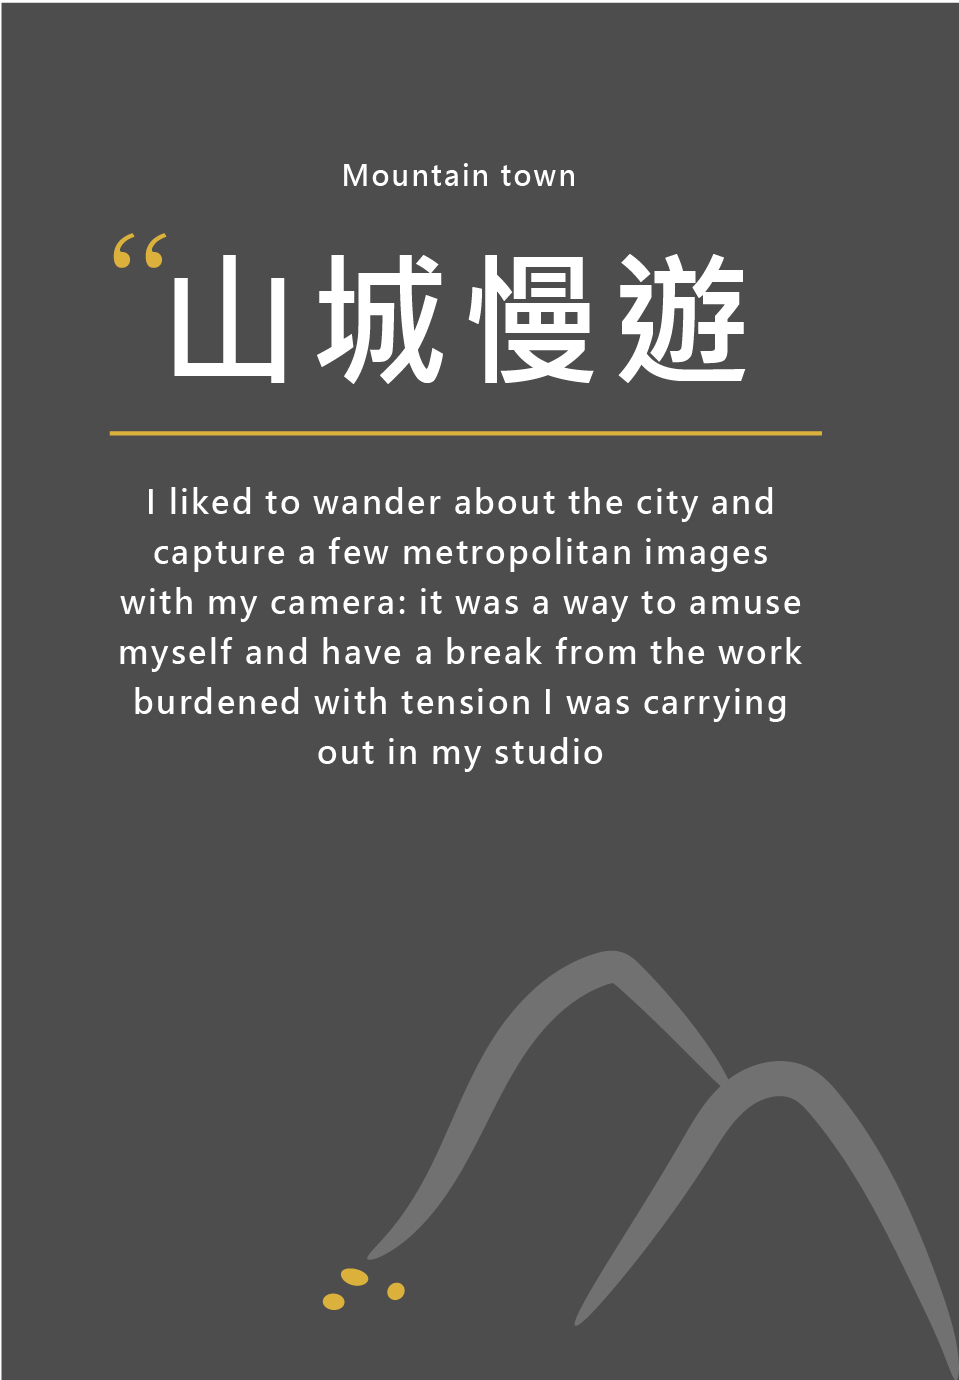 Mountain town
“山城慢遊
I liked to wander about the city and
capture a few metropolitan images
with my camera: it was a way to amuse
myself and have a break from the work
burdened with tension I was carrying
out in my studio